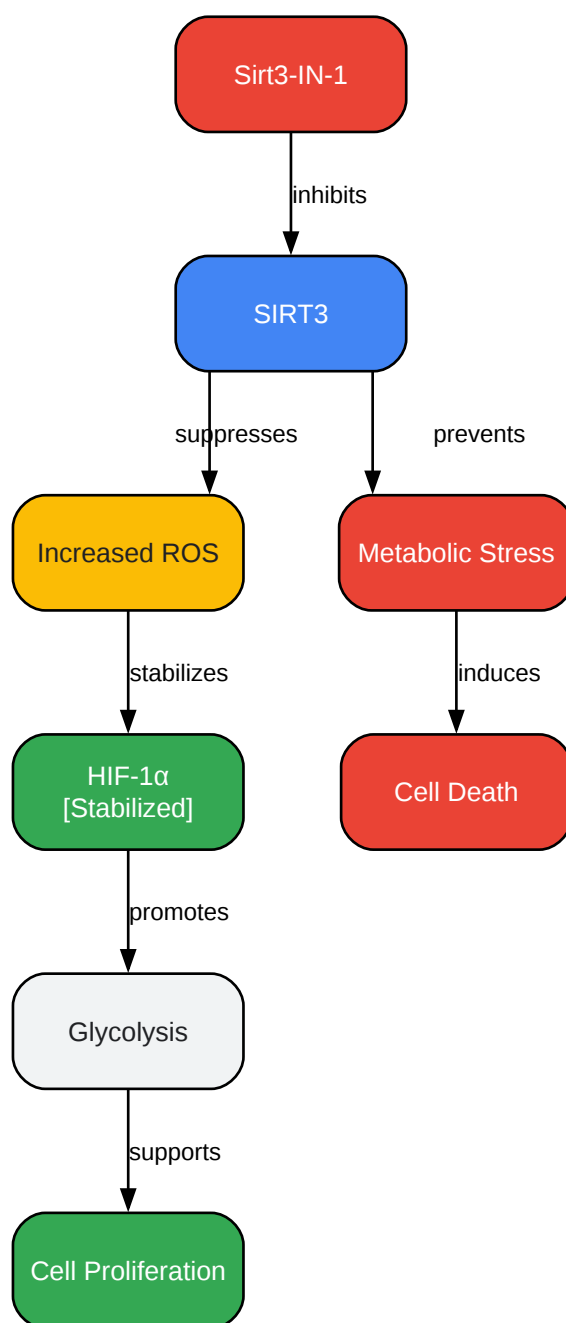 Sirt3-IN-1
inhibits
SIRT3
suppresses
prevents
Increased ROS
Metabolic Stress
stabilizes
induces
HIF-1α
[Stabilized]
Cell Death
promotes
Glycolysis
supports
Cell Proliferation